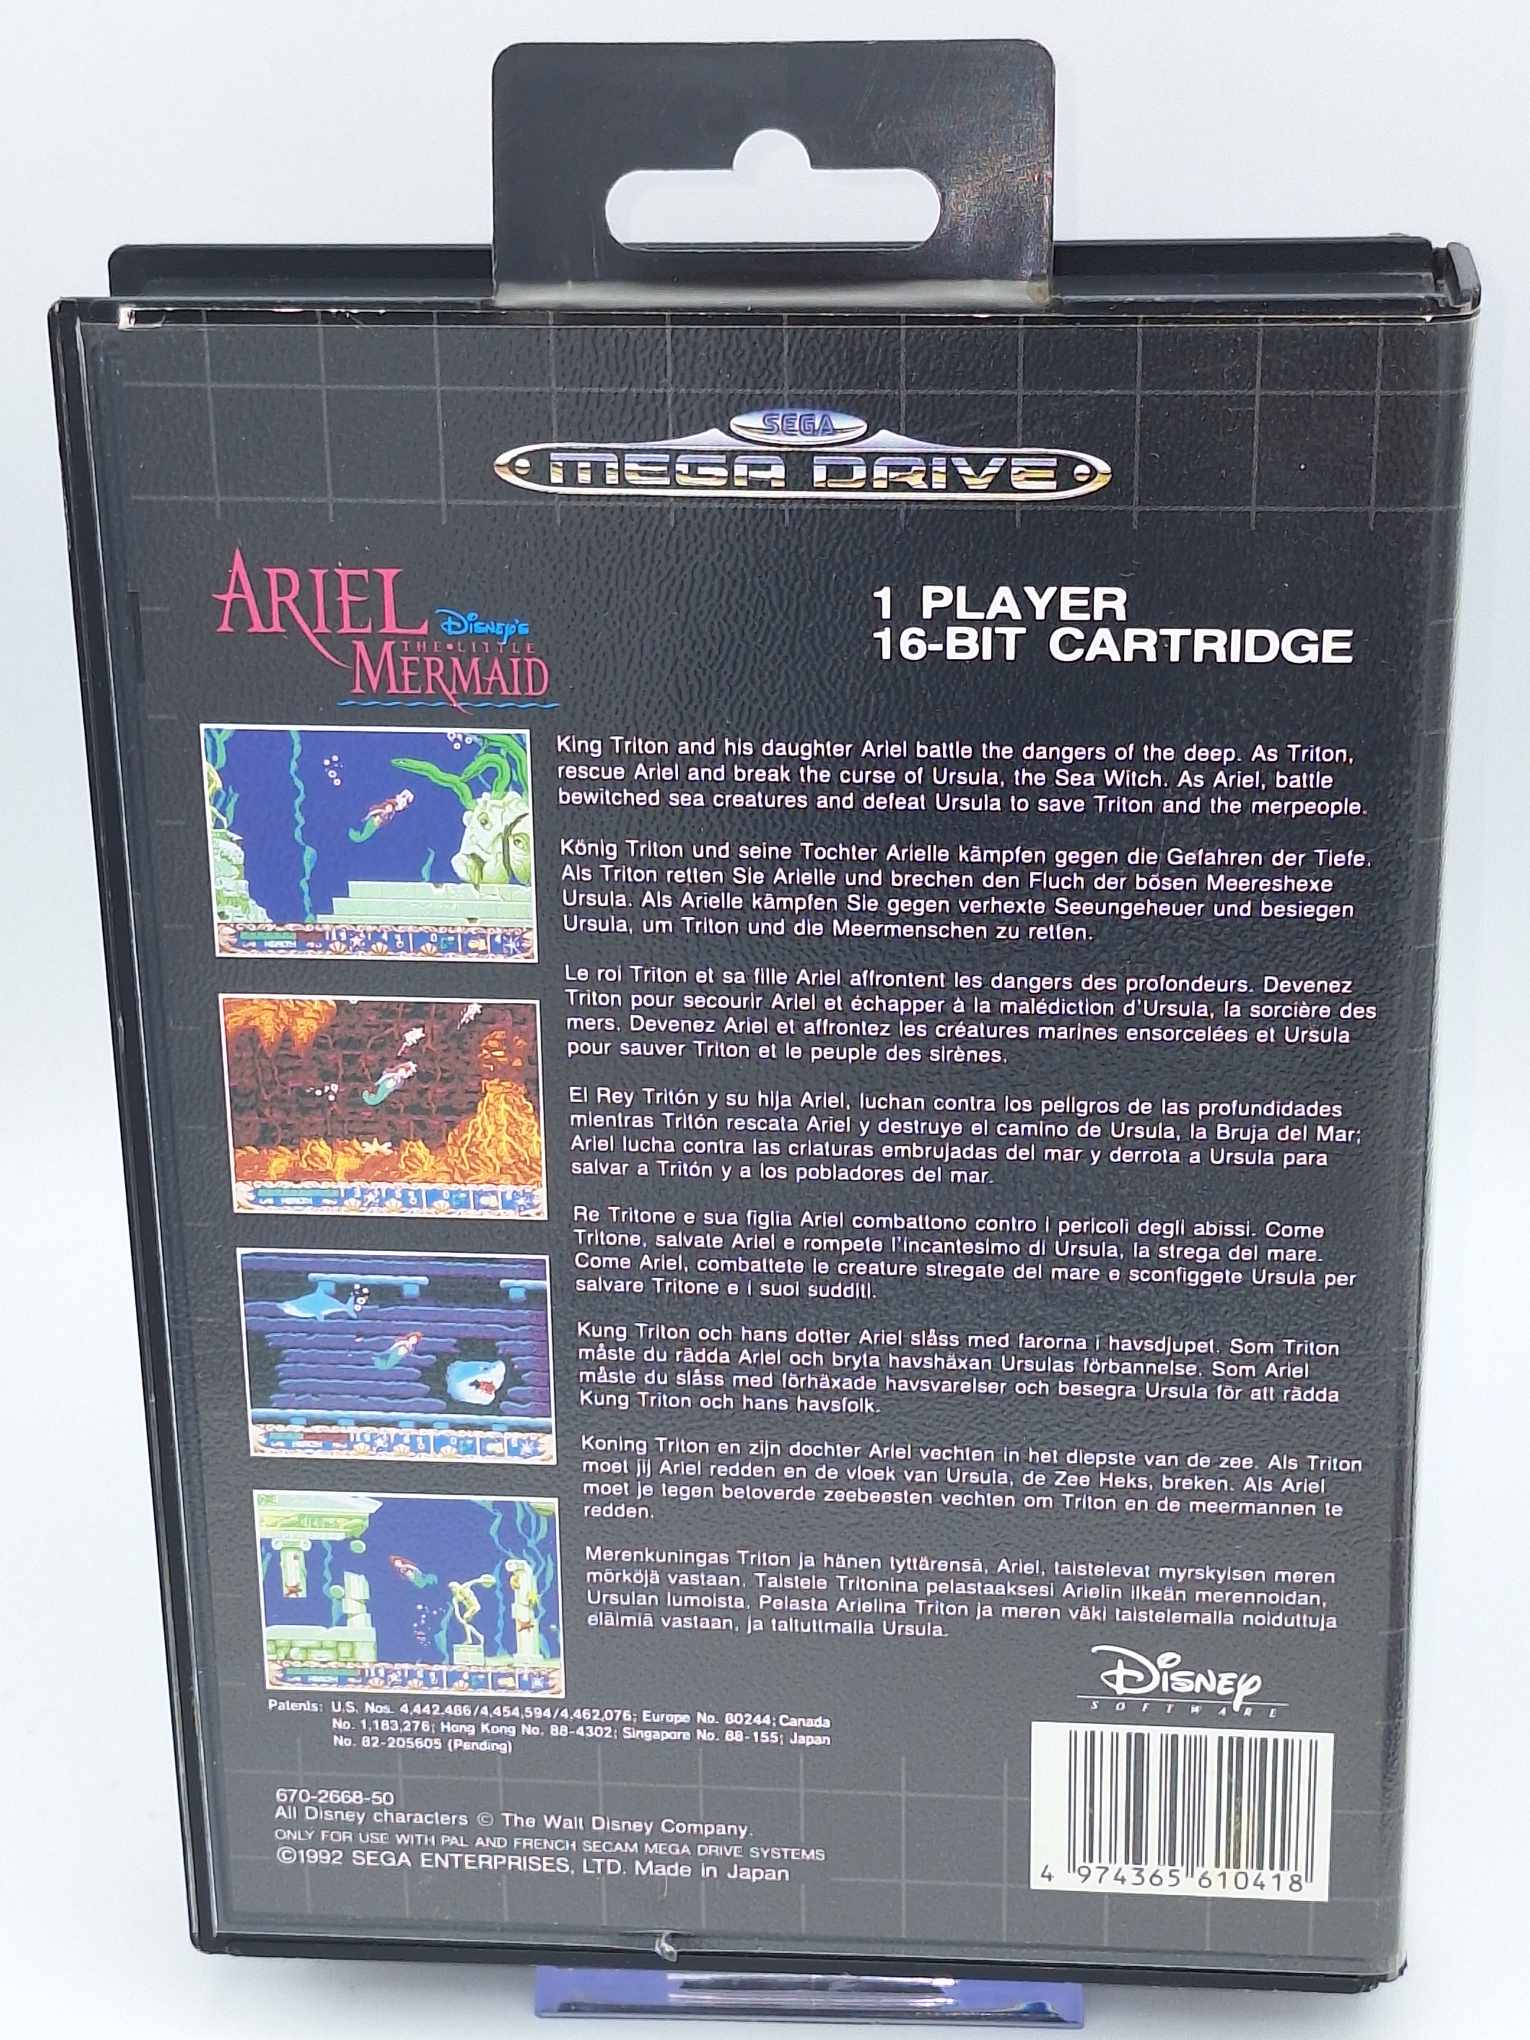 SEGA
MEGA DRIVE
ARIEL
Disney's
THE LITTLE
MERMAID
1 PLAYER
16-BIT CARTRIDGE
King Triton and his daughter Ariel battle the dangers of the deep. As Triton,
rescue Ariel and break the curse of Ursula, the Sea Witch. As Ariel, battle
bewitched sea creatures and defeat Ursula to save Triton and the merpeople.
König Triton und seine Tochter Arielle kämpfen gegen die Gefahren der Tiefe.
Als Triton retten Sie Arielle und brechen den Fluch der bösen Meereshexe
Ursula. Als Arielle kämpfen Sie gegen verhexte Seeungeheuer und besiegen
Ursula, um Triton und die Meermenschen zu retten.
Le roi Triton et sa fille Ariel affrontent les dangers des profondeurs. Devenez
Triton pour secourir Ariel et échapper à la malédiction d'Ursula, la sorcière des
mers. Devenez Ariel et affrontez les créatures marines ensorcelées et Ursula
pour sauver Triton et le peuple des sirènes.
El Rey Tritón y su hija Ariel, luchan contra los peligros de las profundidades
mientras Tritón rescata Ariel y destruye el camino de Ursula, la Bruja del Mar;
Ariel lucha contra las criaturas embrujadas del mar y derrota a Ursula para
salvar a Tritón y a los pobladores del mar.
Re Tritone e sua figlia Ariel combattono contro i pericoli degli abissi. Come
Tritone, salvate Ariel e rompete l'incantesimo di Ursula, la strega del mare.
Come Ariel, combattete le creature stregate del mare e sconfiggete Ursula per
salvare Tritone e i suoi sudditi.
Kung Triton och hans dotter Ariel slåss med farorna i havsdjupet. Som Triton
måste du rädda Ariel och bryta havshäxan Ursulas förbannelse. Som Ariel
måste du slåss med förhäxade havsvarelser och besegra Ursula för att rädda
Kung Triton och hans havsfolk.
Koning Triton en zijn dochter Ariel vechten in het diepste van de zee. Als Triton
moet jij Ariel redden en de vloek van Ursula, de Zee Heks, breken. Als Ariel
moet je tegen betoverde zeebeesten vechten om Triton en de meermannen te
redden.
Merenkuningas Triton ja hänen tyttärensä, Ariel, taistelevat myrskyisen meren
mörköjä vastaan. Taistele Tritonina pelastaaksesi Arielin ilkeän merennoidan,
Ursulan lumoista. Pelasta Arielina Triton ja meren väki taistelemalla noiduttuja
eläimiä vastaan, ja taltuttmalla Ursula.
HEALTH
HEALTH
HEALTH
Patents: U.S. Nos. 4,442,486/4,454,594/4,462,076; Europe No. 80244; Canada
No. 1,183,276; Hong Kong No. 88-4302; Singapore No. 88-155; Japan
No. 82-205605 (Pending)
Disney
SOFTWARE
670-2668-50
All Disney characters © The Walt Disney Company.
ONLY FOR USE WITH PAL AND FRENCH SECAM MEGA DRIVE SYSTEMS
©1992 SEGA ENTERPRISES, LTD. Made in Japan
4 974365 610418